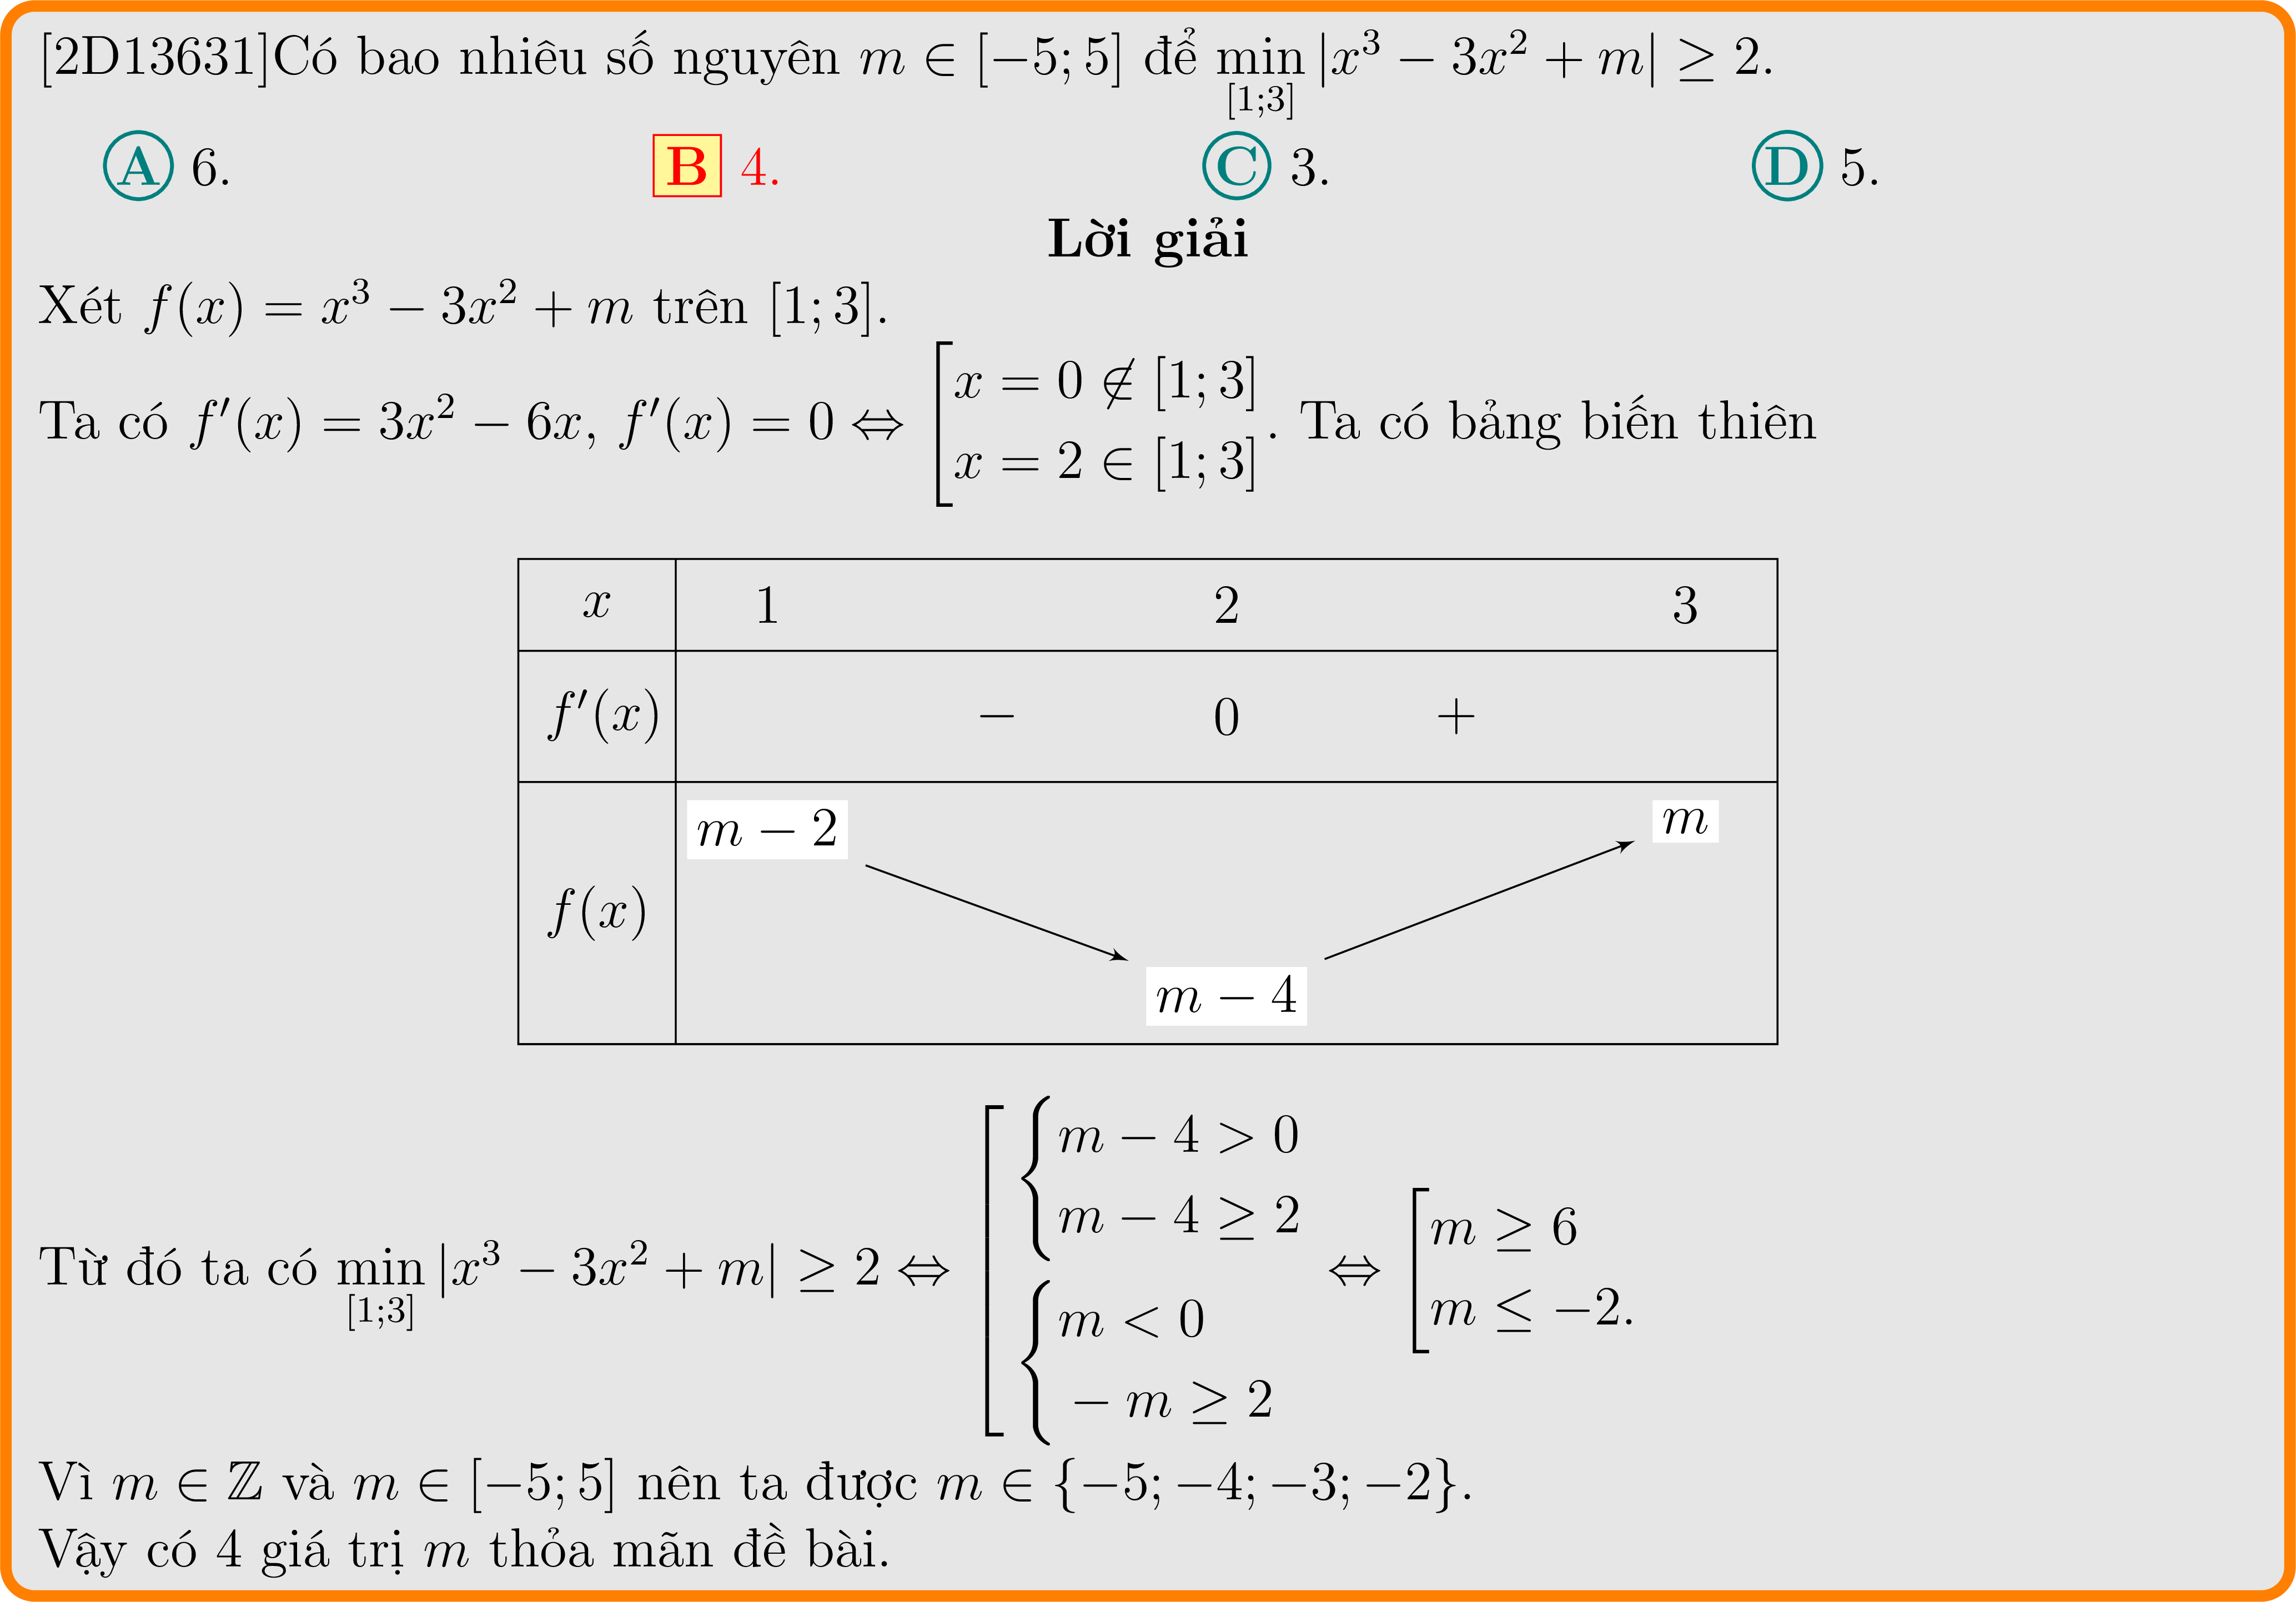 [2D13631]Có bao nhiêu số nguyên $m \in [-5; 5]$ để $\min\limits_{[1;3]} |x^3 - 3x^2 + m| \geq 2$.
Ⓐ 6. B 4. Ⓒ 3. Ⓓ 5.
Lời giải
Xét $f(x) = x^3 - 3x^2 + m$ trên $[1; 3]$.
Ta có $f'(x) = 3x^2 - 6x$, $f'(x) = 0 \Leftrightarrow \left[\begin{array}{l} x = 0 \notin [1; 3] \\ x = 2 \in [1; 3] \end{array}\right.$. Ta có bảng biến thiên
$x$ 1 2 3
$f'(x)$ $-$ 0 $+$
$f(x)$ $m - 2$ $m - 4$ $m$
Từ đó ta có $\min\limits_{[1;3]} |x^3 - 3x^2 + m| \geq 2 \Leftrightarrow \left[\begin{array}{l} \begin{cases} m - 4 > 0 \\ m - 4 \geq 2 \end{cases} \\ \begin{cases} m < 0 \\ -m \geq 2 \end{cases} \end{array}\right. \Leftrightarrow \left[\begin{array}{l} m \geq 6 \\ m \leq -2. \end{array}\right.$
Vì $m \in \mathbb{Z}$ và $m \in [-5; 5]$ nên ta được $m \in \{-5; -4; -3; -2\}$.
Vậy có 4 giá trị $m$ thỏa mãn đề bài.